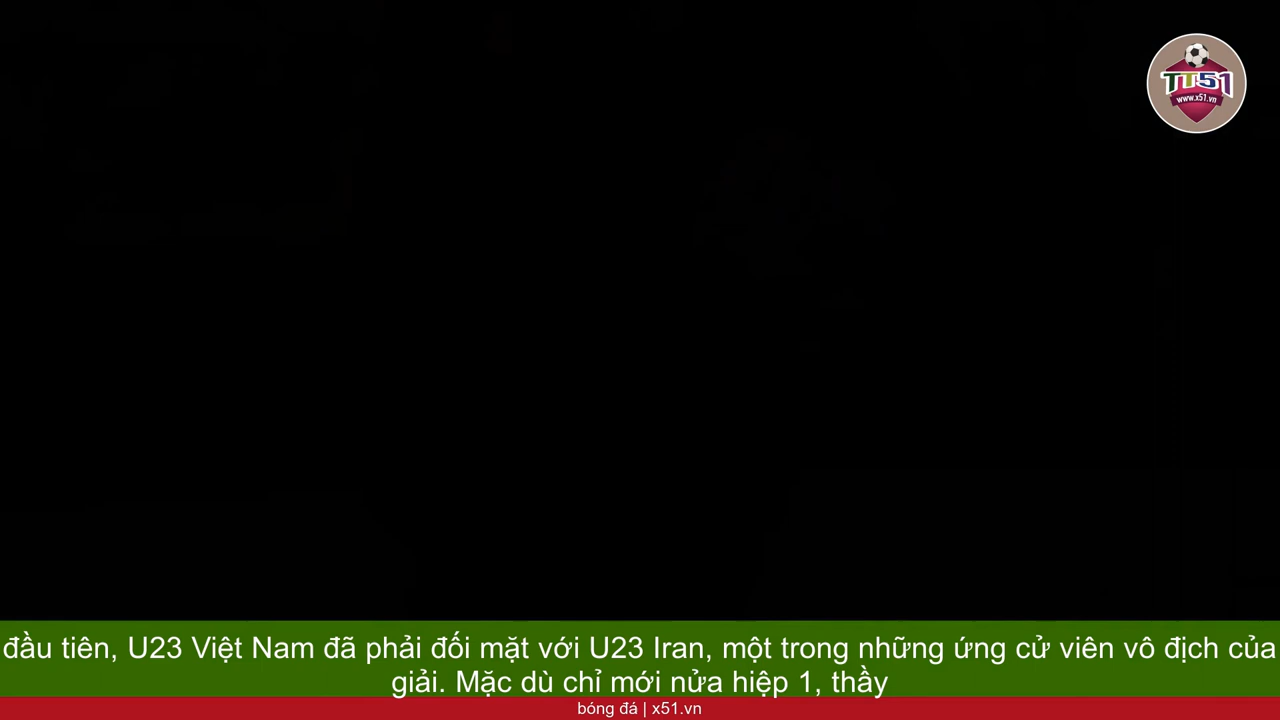 TT51
www.x51.vn
đầu tiên, U23 Việt Nam đã phải đối mặt với U23 Iran, một trong những ứng cử viên vô địch của
giải. Mặc dù chỉ mới nửa hiệp 1, thầy
bóng đá | x51.vn